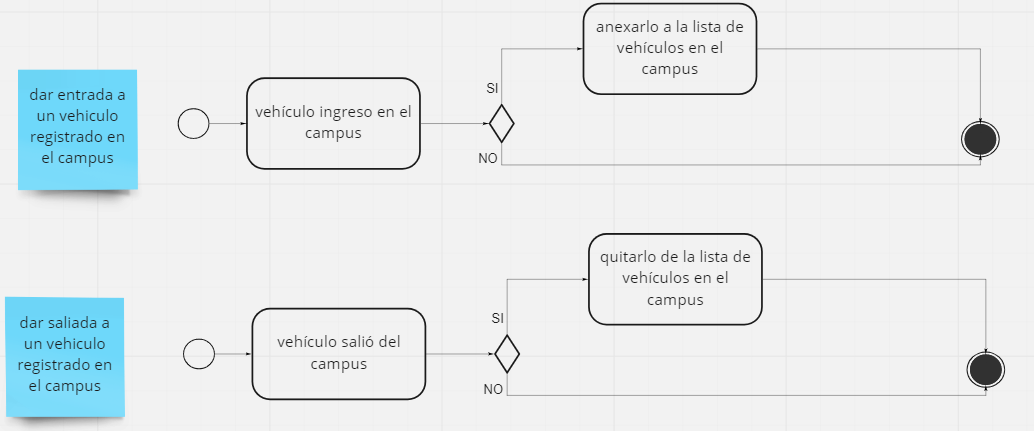 dar entrada a
un vehiculo
registrado en
el campus
vehículo ingreso en el
campus
SI
NO
anexarlo a la lista de
vehículos en el
campus
dar saliada a
un vehiculo
registrado en
el campus
vehículo salió del
campus
SI
NO
quitarlo de la lista de
vehículos en el
campus